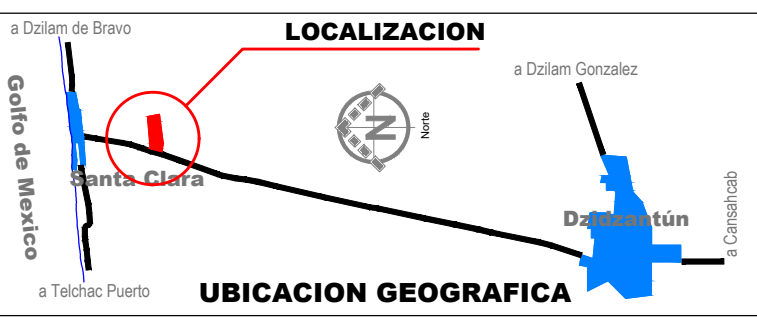 a Dzilam de Bravo
LOCALIZACION
a Dzilam Gonzalez
Golfo de Mexico
N
Norte
Santa Clara
Dzidzantún
a Cansahcab
a Telchac Puerto
UBICACION GEOGRAFICA